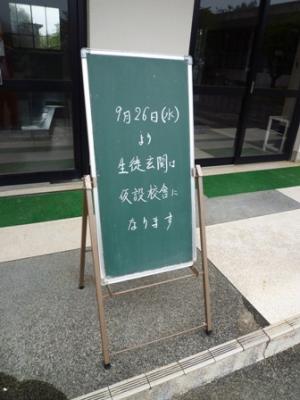 9月26日(水)
より
生徒玄関は
仮設校舎に
なります